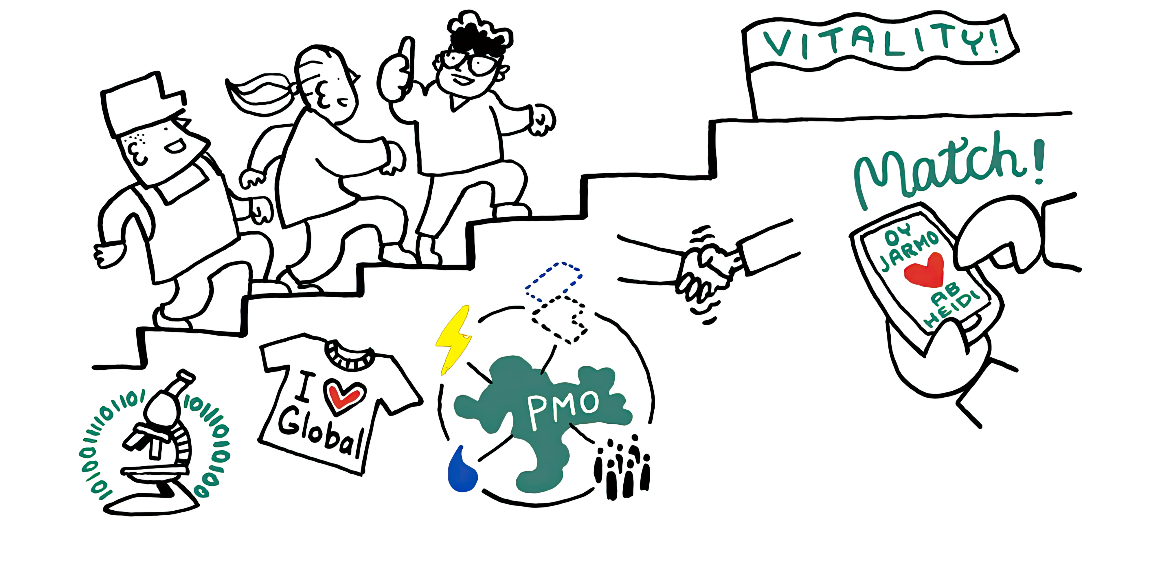 VITALITY!
Match!
OY
JARMO
AB
HEIDI
I
Global
PMO